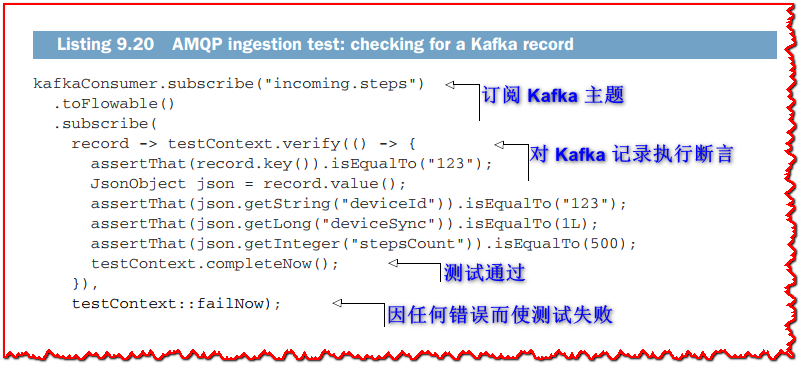 Listing 9.20 AMQP ingestion test: checking for a Kafka record
kafkaConsumer.subscribe("incoming.steps")
订阅 Kafka 主题
.toFlowable()
.subscribe(
record -> testContext.verify(() -> {
对 Kafka 记录执行断言
assertThat(record.key()).isEqualTo("123");
JsonObject json = record.value();
assertThat(json.getString("deviceId")).isEqualTo("123");
assertThat(json.getLong("deviceSync")).isEqualTo(1L);
assertThat(json.getInteger("stepsCount")).isEqualTo(500);
testContext.completeNow();
测试通过
}),
testContext::failNow);
因任何错误而使测试失败